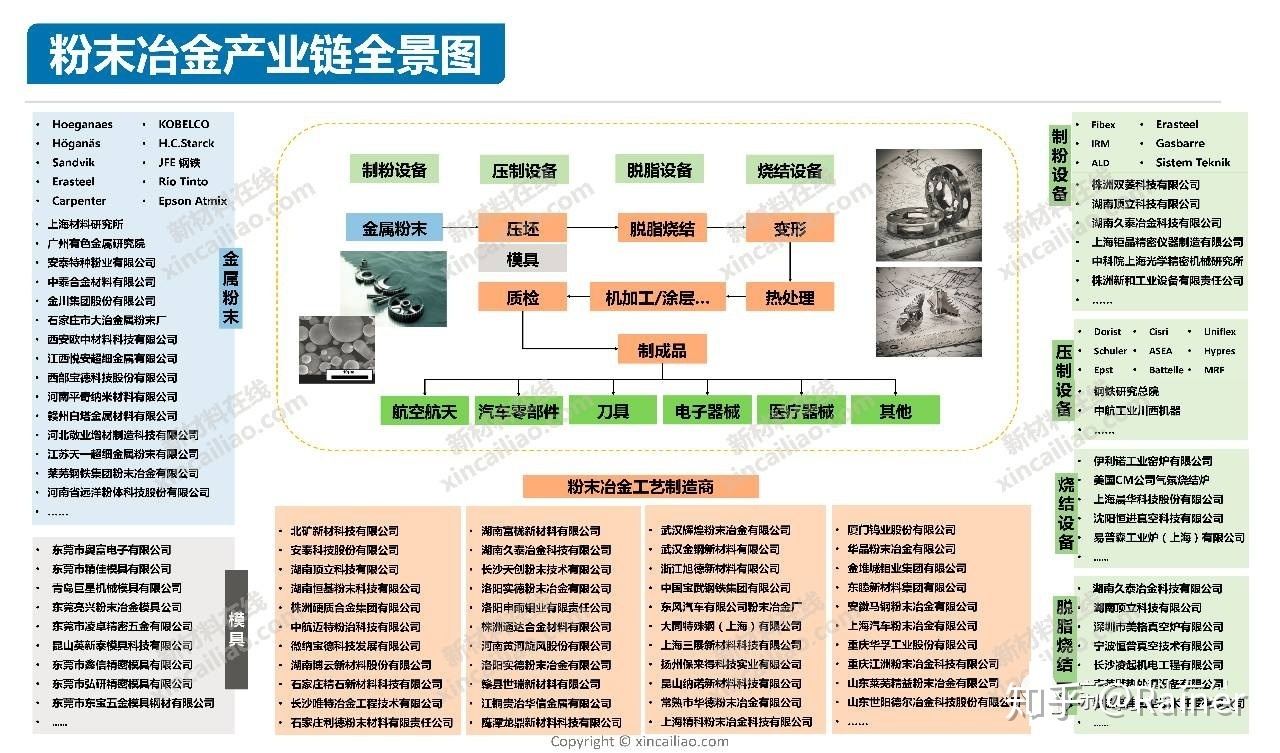 粉末冶金产业链全景图
Hoeganaes
KOBELCO
Höganäs
H.C.Starck
Sandvik
JFE 钢铁
Erasteel
Rio Tinto
Carpenter
Epson Atmix
上海材料研究所
广州有色金属研究院
安泰特种粉业有限公司
中泰合金材料有限公司
金川集团股份有限公司
石家庄市大冶金属粉末厂
西安欧中材料科技有限公司
江西悦安超细金属有限公司
西部宝德科技股份有限公司
河南平奇纳米材料有限公司
赣州白塔金属材料有限公司
河北敬业增材制造科技有限公司
江苏天一超细金属粉末有限公司
莱芜钢铁集团粉末冶金有限公司
河南省远洋粉体科技股份有限公司
......
金属粉末
东莞市奥富电子有限公司
东莞市精佳模具有限公司
青岛巨星机械模具有限公司
东莞亮兴粉末冶金模具公司
东莞市凌卓精密五金有限公司
昆山英新泰模具科技有限公司
东莞市鑫信精密模具有限公司
东莞市弘研精密模具有限公司
东莞市东宝五金模具钢材有限公司
......
模具
制粉设备
压制设备
脱脂设备
烧结设备
金属粉末
压坯
脱脂烧结
变形
模具
质检
机加工/涂层...
热处理
制成品
航空航天
汽车零部件
刀具
电子器械
医疗器械
其他
粉末冶金工艺制造商
北矿新材科技有限公司
安泰科技股份有限公司
湖南顶立科技有限公司
湖南恒基粉末科技有限公司
株洲硬质合金集团有限公司
中航迈特粉冶科技有限公司
微纳宝德科技发展有限公司
湖南博云新材料股份有限公司
石家庄精石新材料科技有限公司
长沙唯特冶金工程技术有限公司
石家庄利德粉末材料有限责任公司
湖南富栊新材料有限公司
湖南久泰冶金科技有限公司
长沙天创粉末技术有限公司
洛阳实德粉末冶金有限公司
洛阳申雨钼业有限责任公司
株洲通达合金材料有限公司
河南黄河旋风股份有限公司
洛阳实德粉末冶金有限公司
绛县世瑞新材料有限公司
江铜贵冶华信金属有限公司
鹰潭龙鼎新材料科技有限公司
武汉辉煌粉末冶金有限公司
武汉金钢新材料有限公司
浙江旭德新材料有限公司
中国宝武钢铁集团有限公司
东风汽车有限公司粉末冶金厂
大同特殊钢（上海）有限公司
上海三展新材料科技有限公司
扬州保来得科技实业有限公司
昆山纳诺新材料科技有限公司
常熟市华德粉末冶金有限公司
上海精科粉末冶金科技有限公司
厦门钨业股份有限公司
华晶粉末冶金有限公司
金堆城钼业集团有限公司
东睦新材料集团有限公司
安徽马钢粉末冶金有限公司
上海汽车粉末冶金有限公司
重庆华孚工业股份有限公司
重庆江洲粉末冶金科技有限公司
山东莱芜精益粉末冶金有限公司
山东世阳德尔冶金科技股份有限公司
......
制粉设备
Fibex
Erasteel
IRM
Gasbarre
ALD
Sistem Teknik
株洲双菱科技有限公司
湖南顶立科技有限公司
湖南久泰冶金科技有限公司
上海钜晶精密仪器制造有限公司
中科院上海光学精密机械研究所
株洲新和工业设备有限责任公司
......
压制设备
Dorist
Cisri
Uniflex
Schuler
ASEA
Hypres
Epst
Battelle
MRF
钢铁研究总院
中航工业川西机器
......
烧结设备
伊利诺工业窑炉有限公司
美国CM公司气氛烧结炉
上海晨华科技股份有限公司
沈阳恒进真空科技有限公司
易普森工业炉（上海）有限公司
......
脱脂烧结
湖南久泰冶金科技有限公司
湖南顶立科技有限公司
深圳市美格真空炉有限公司
宁波恒普真空技术有限公司
长沙凌起机电工程有限公司
......
知乎 @Rainer
新材料在线
xincailiao.com
Copyright © xincailiao.com